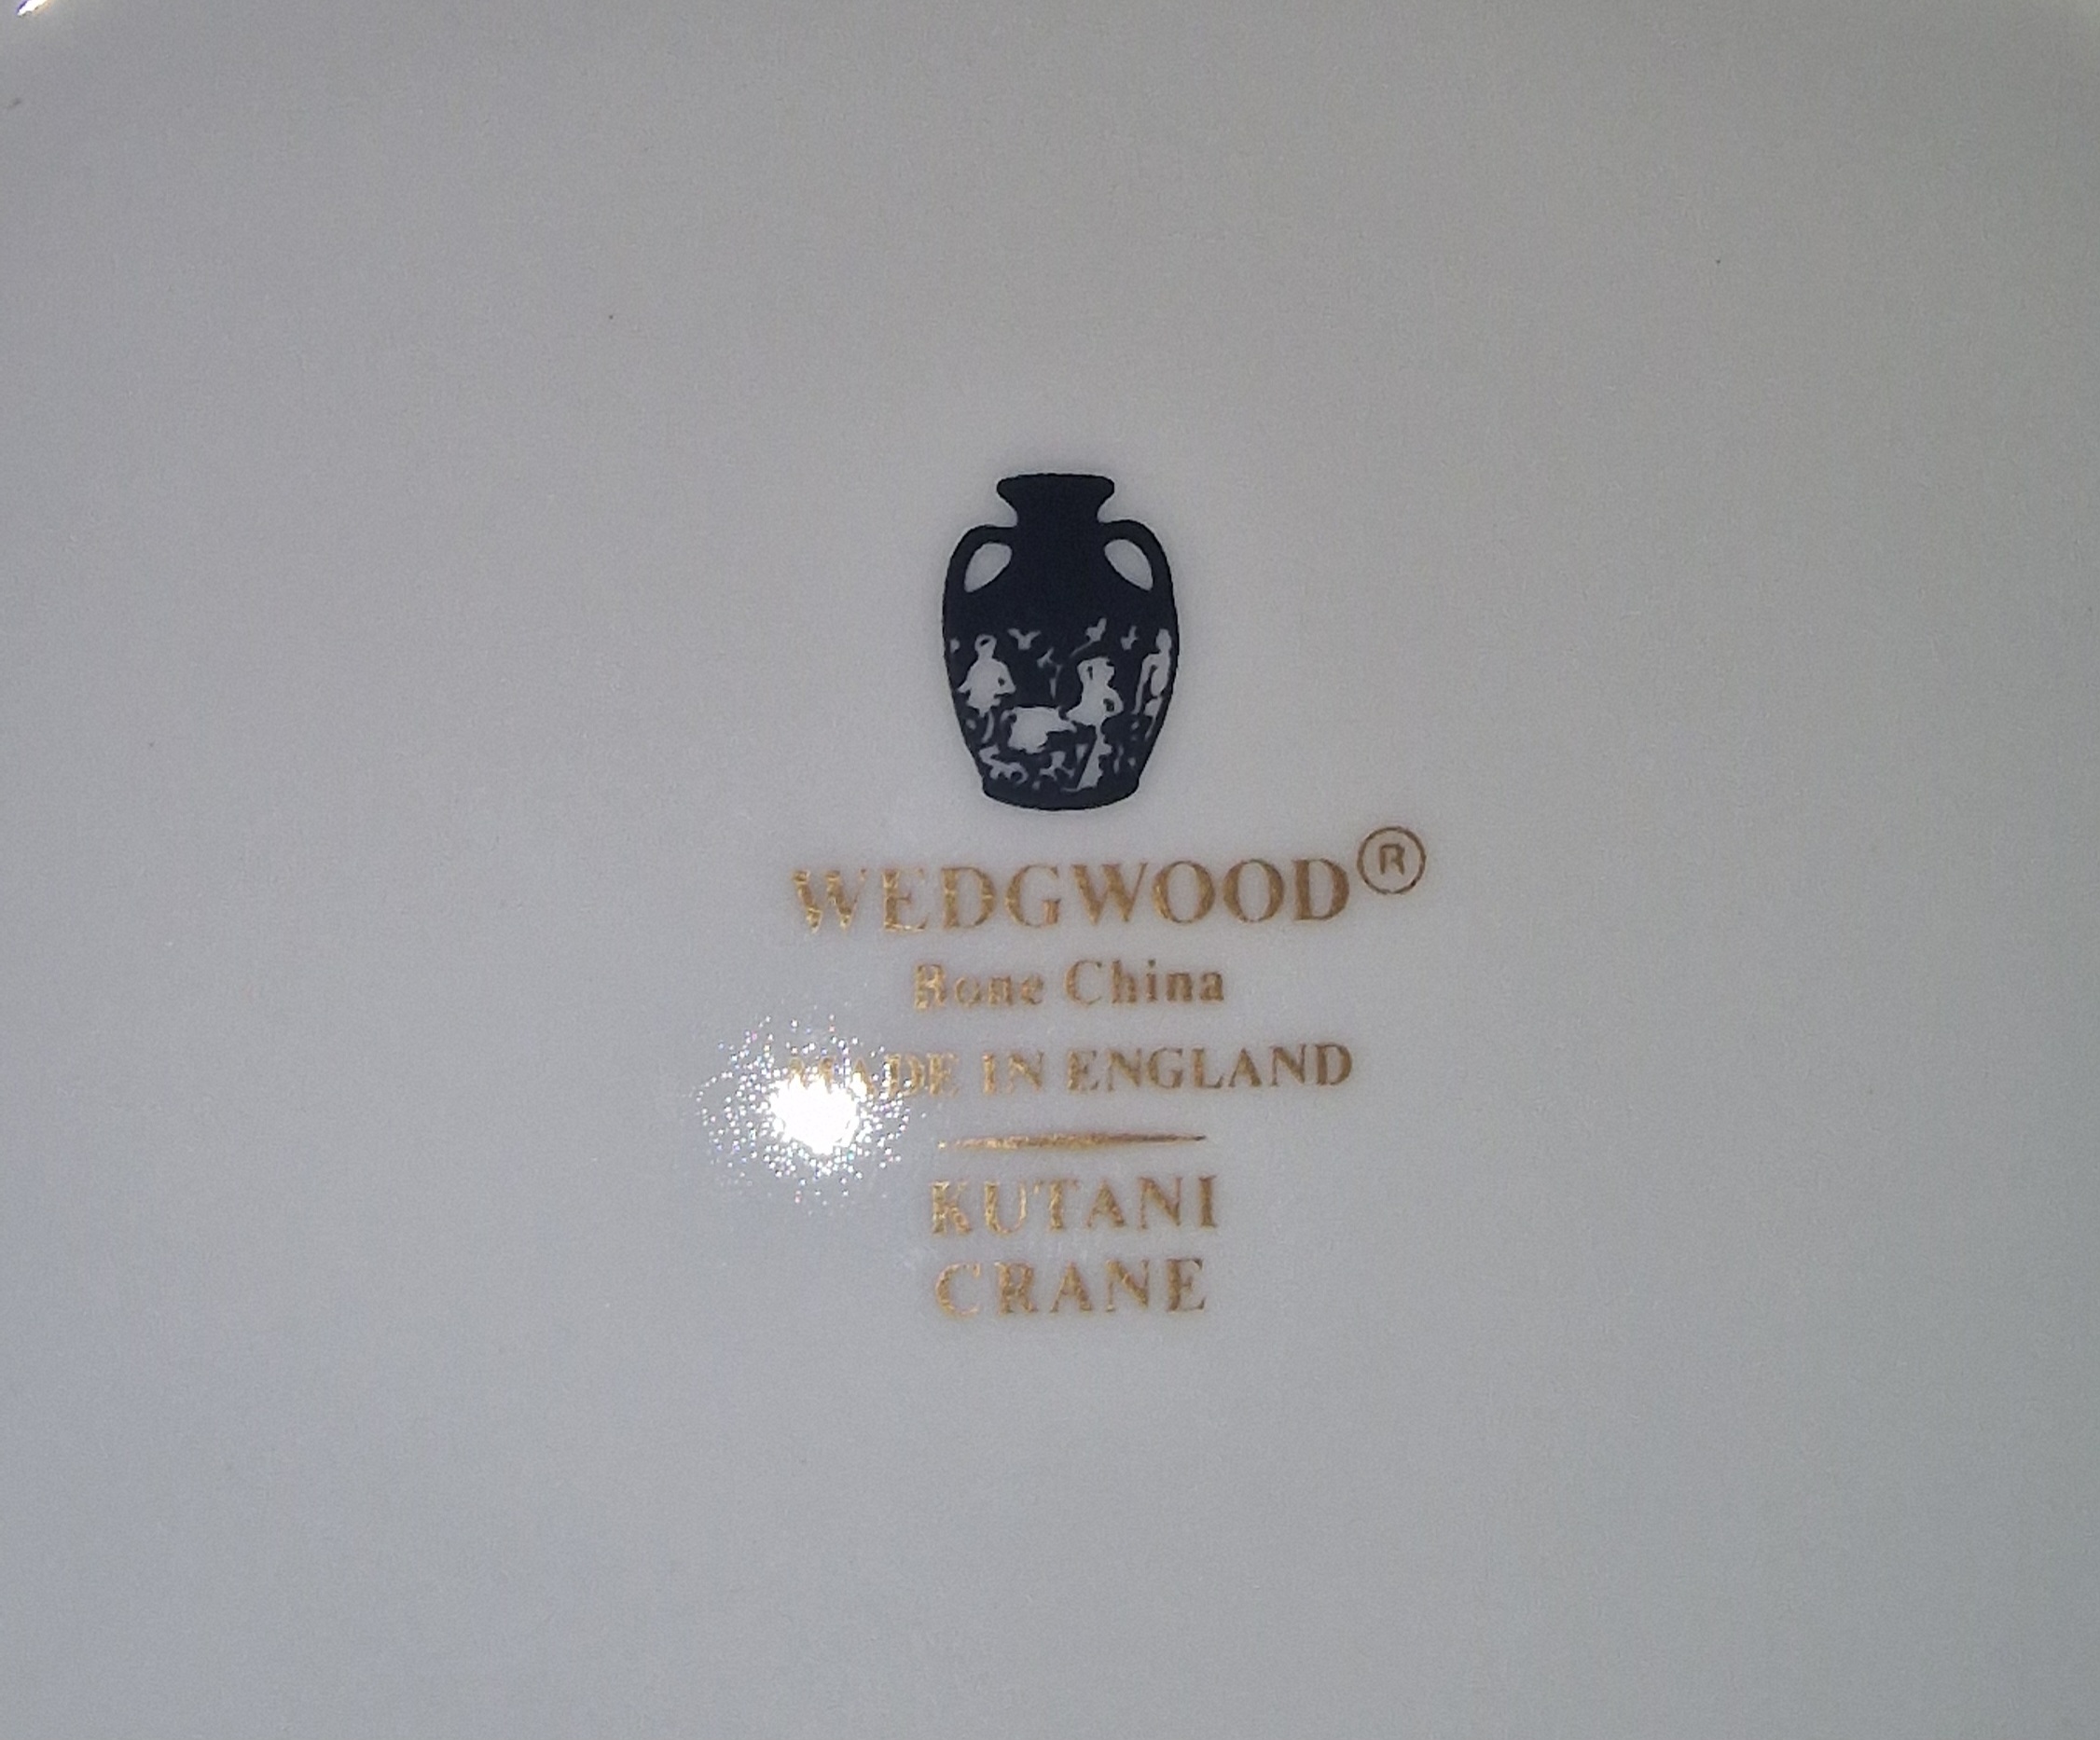 WEDGWOOD®
Bone China
MADE IN ENGLAND
KUTANI
CRANE